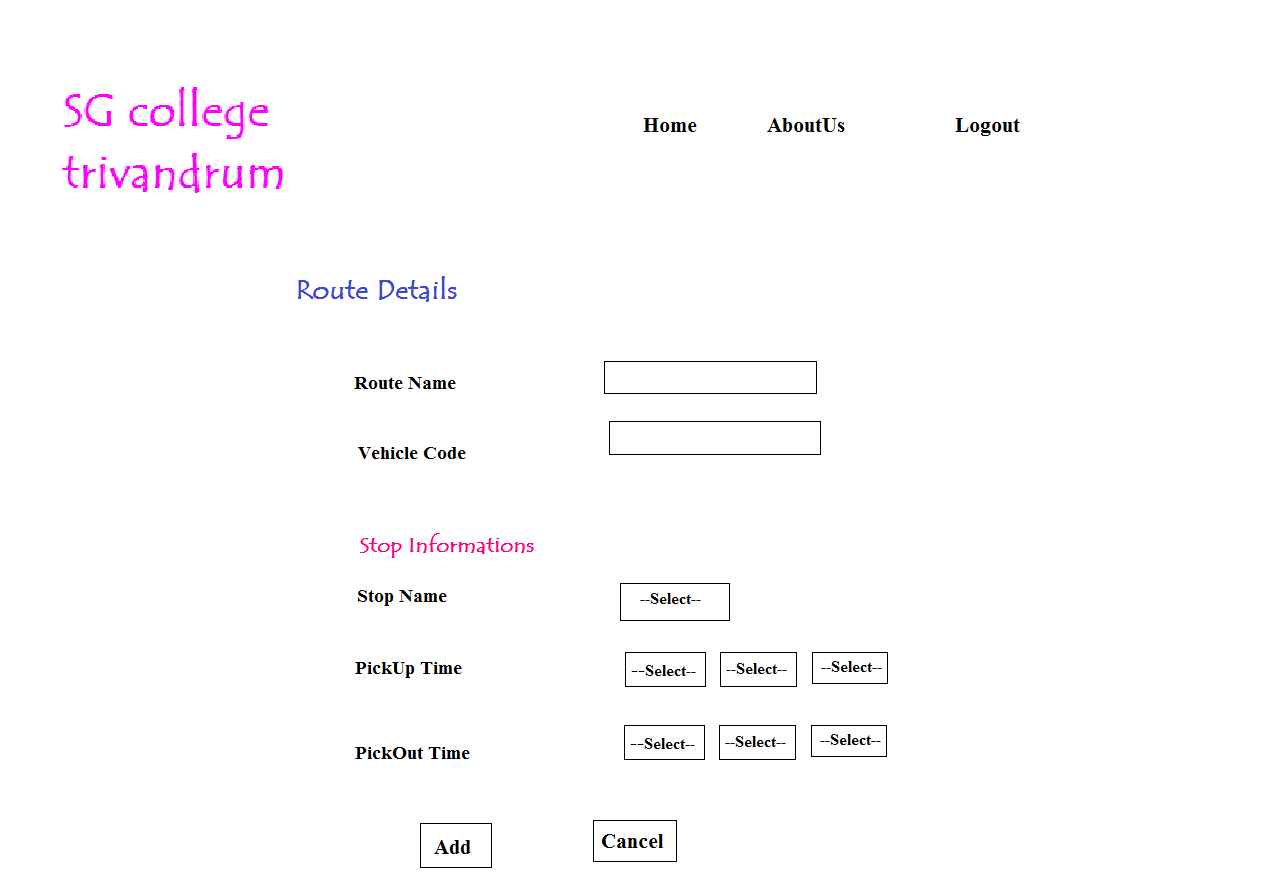 SG college
trivandrum
Home AboutUs Logout
Route Details
Route Name
Vehicle Code
Stop Informations
Stop Name --Select--
PickUp Time --Select-- --Select-- --Select--
PickOut Time --Select-- --Select-- --Select--
Add Cancel